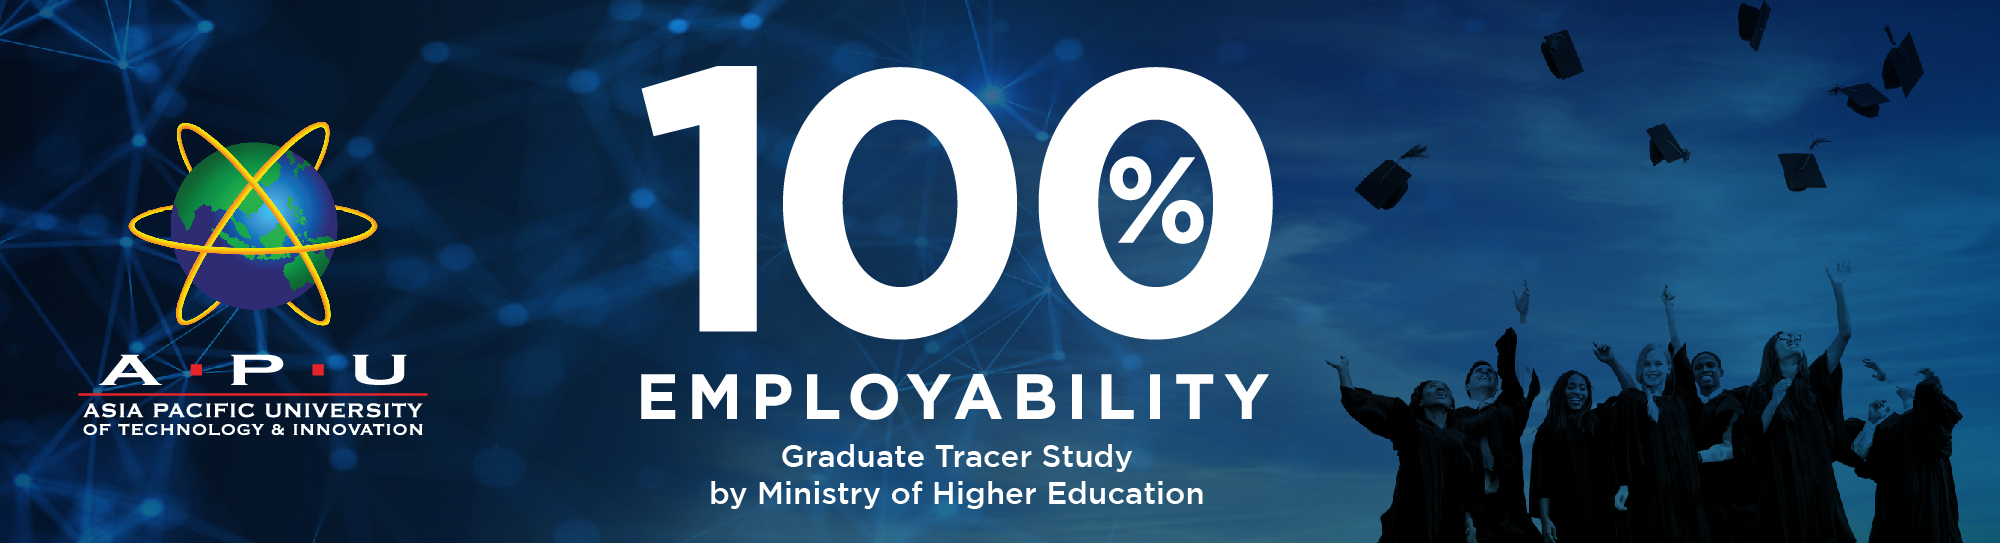 A·P·U
ASIA PACIFIC UNIVERSITY
OF TECHNOLOGY & INNOVATION
100%
EMPLOYABILITY
Graduate Tracer Study
by Ministry of Higher Education